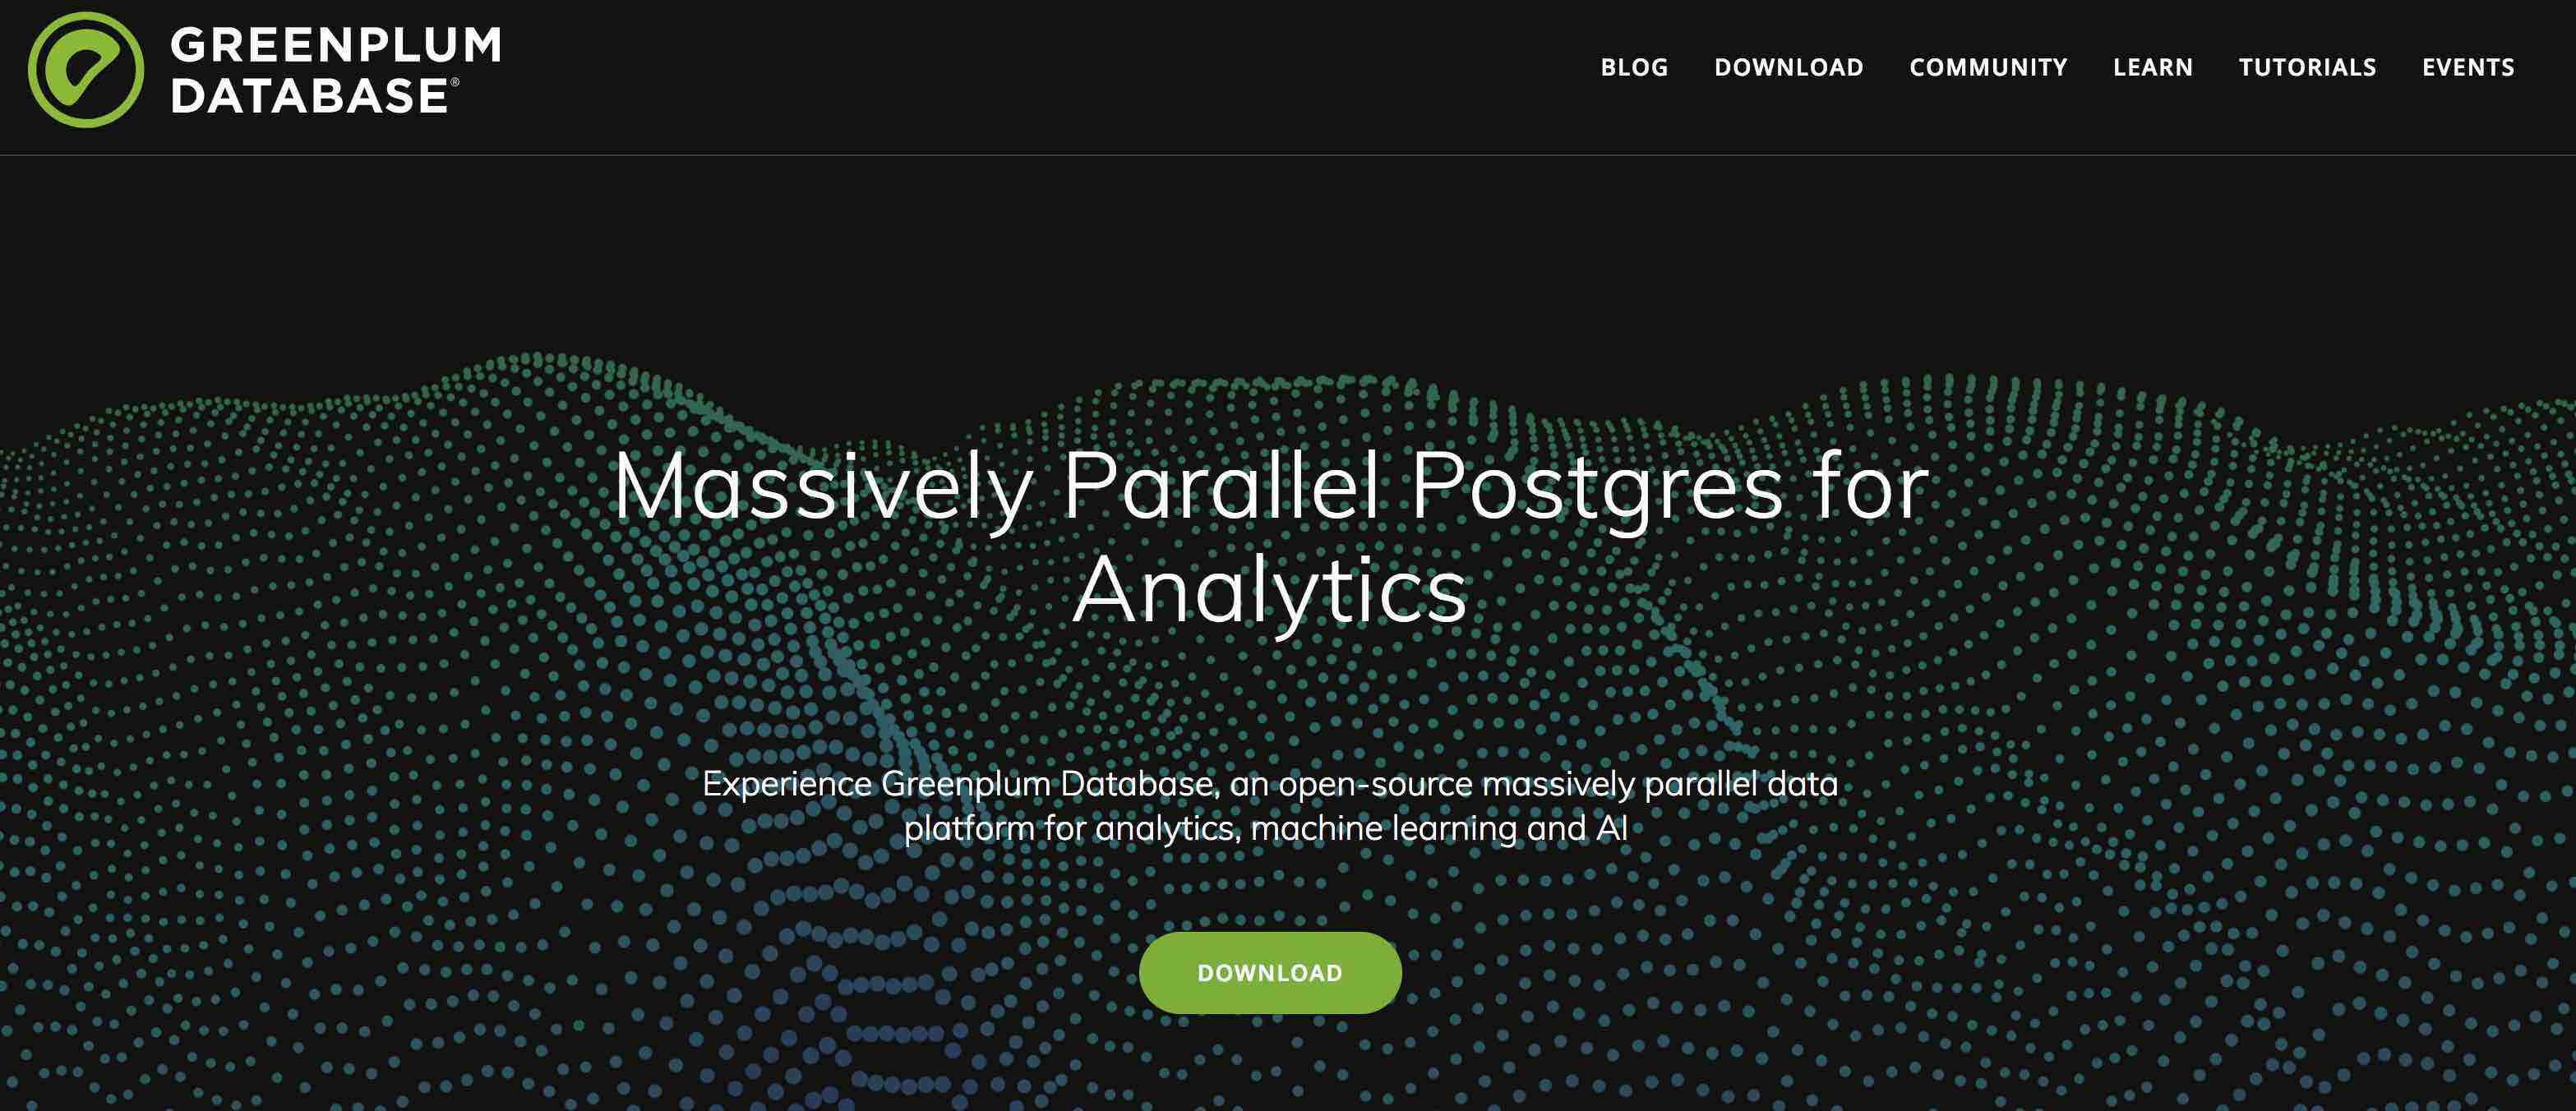 GREENPLUM
DATABASE®
BLOG DOWNLOAD COMMUNITY LEARN TUTORIALS EVENTS
Massively Parallel Postgres for
Analytics
Experience Greenplum Database, an open-source massively parallel data
platform for analytics, machine learning and AI
DOWNLOAD